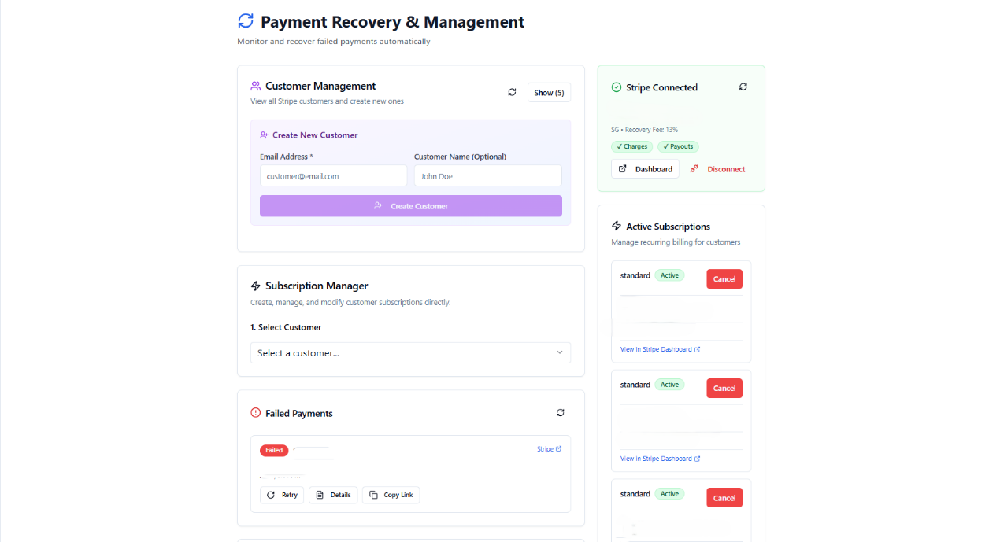 Payment Recovery & Management
Monitor and recover failed payments automatically
Customer Management
View all Stripe customers and create new ones
Show (5)
Create New Customer
Email Address *
Customer Name (Optional)
customer@email.com
John Doe
Create Customer
Subscription Manager
Create, manage, and modify customer subscriptions directly.
1. Select Customer
Select a customer...
Failed Payments
Failed
Stripe
Retry
Details
Copy Link
Stripe Connected
SG • Recovery Fee: 13%
✓ Charges
✓ Payouts
Dashboard
Disconnect
Active Subscriptions
Manage recurring billing for customers
standard
Active
Cancel
View in Stripe Dashboard
standard
Active
Cancel
View in Stripe Dashboard
standard
Active
Cancel